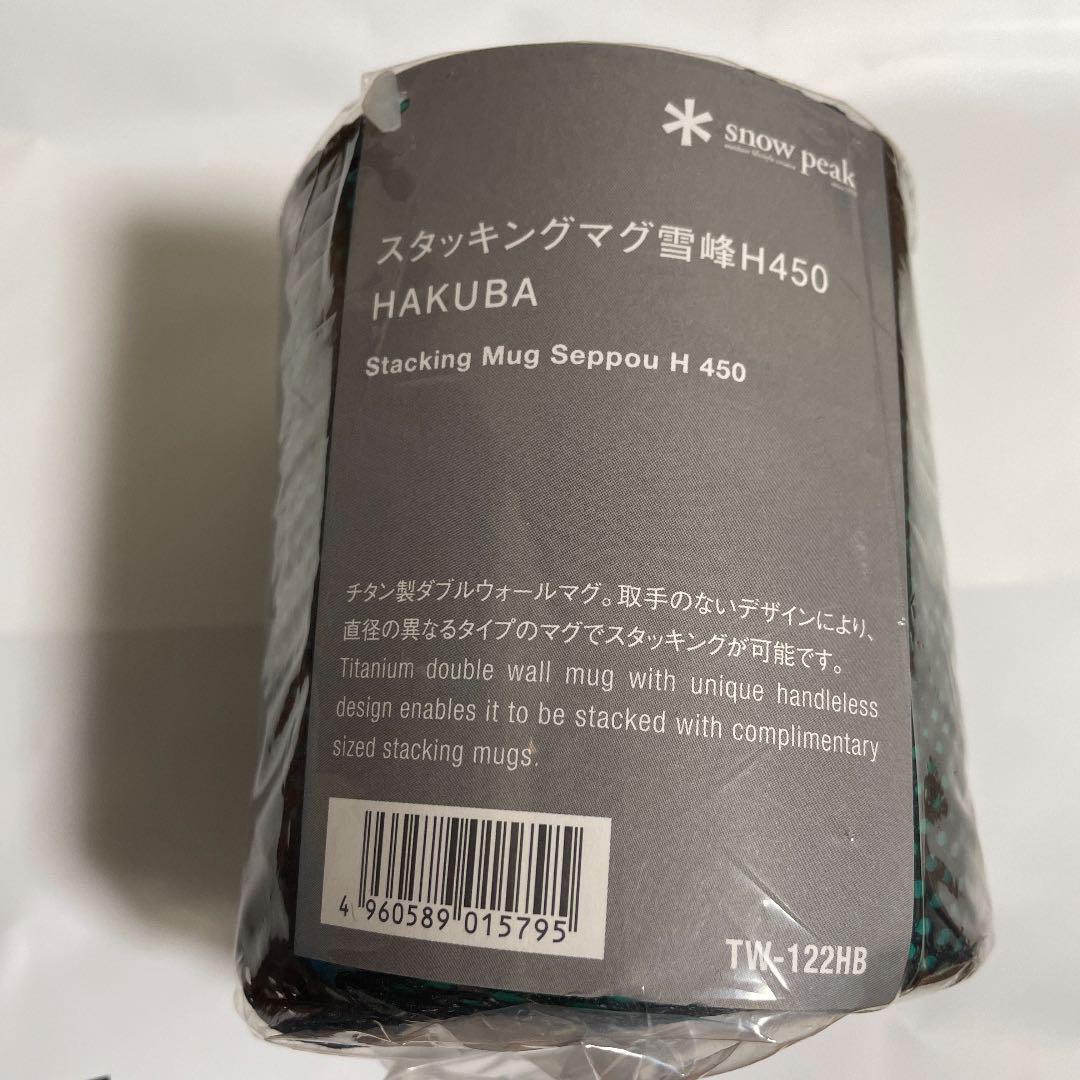 snow peak
スタッキングマグ雪峰H450
HAKUBA
Stacking Mug Seppou H 450
チタン製ダブルウォールマグ。取手のないデザインにより、
直径の異なるタイプのマグでスタッキングが可能です。
Titanium double wall mug with unique handleless
design enables it to be stacked with complimentary
sized stacking mugs.
4 960589 015795
TW-122HB